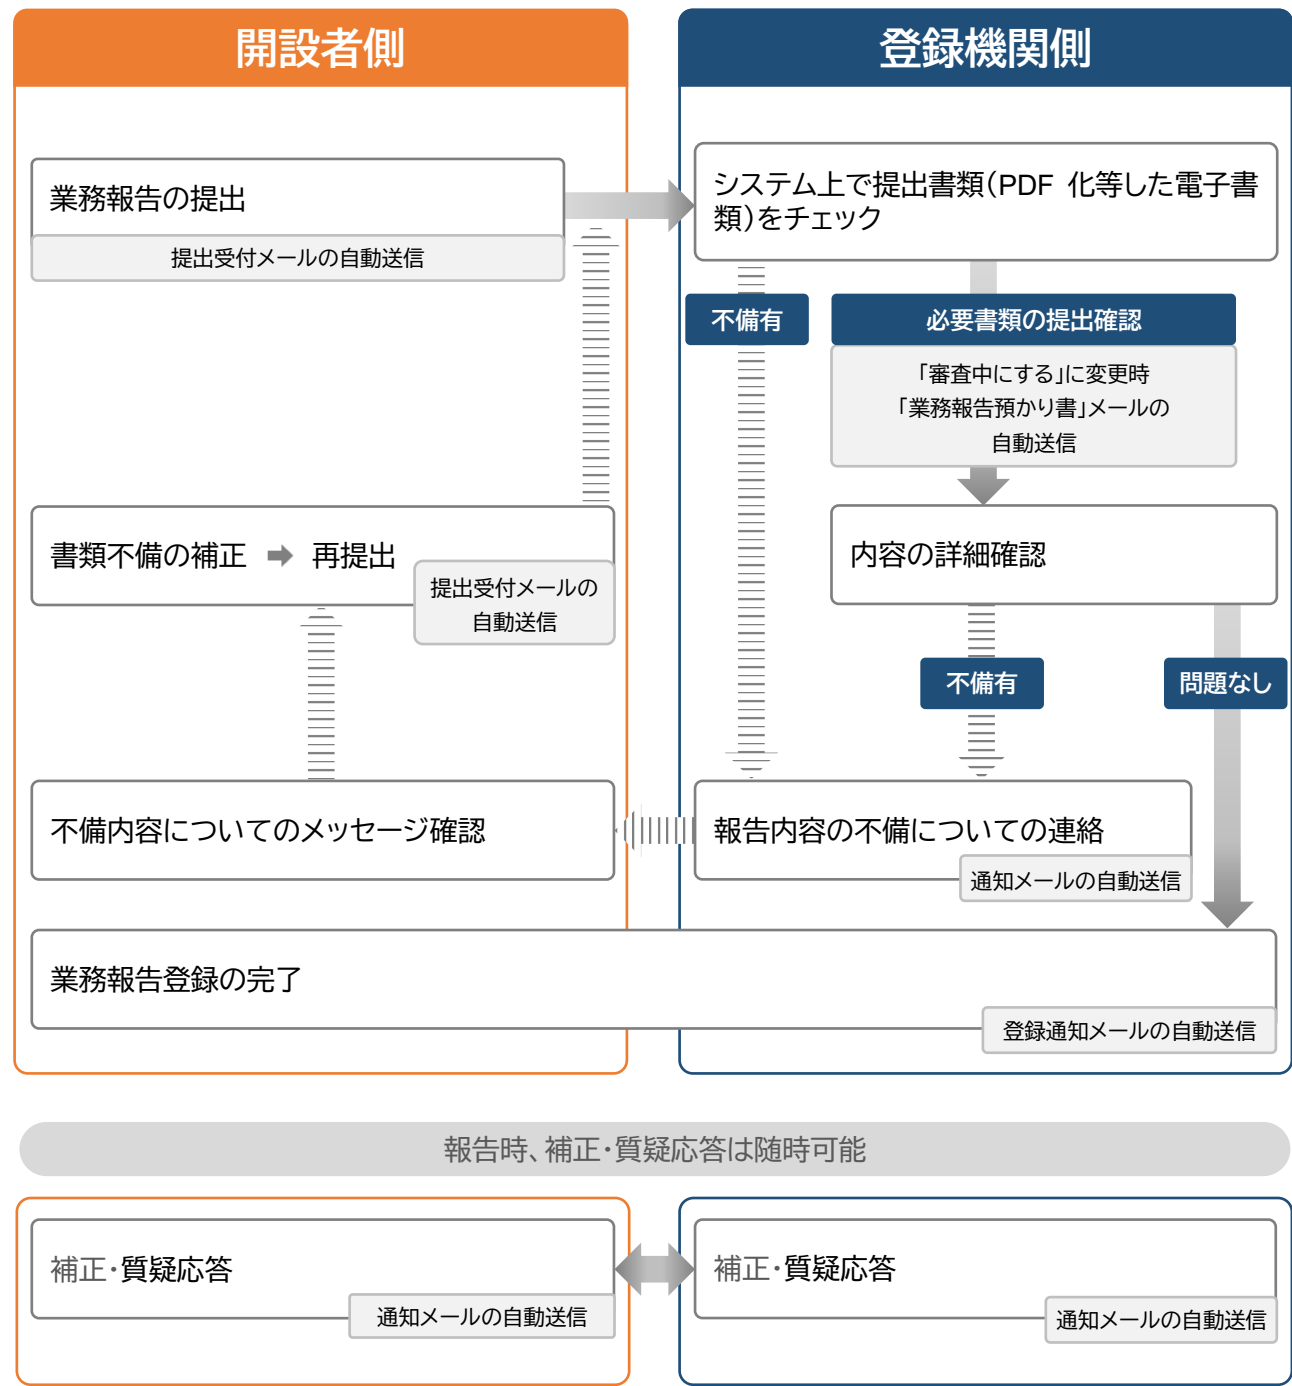 開設者側
登録機関側
業務報告の提出
提出受付メールの自動送信
システム上で提出書類(PDF 化等した電子書
類)をチェック
不備有
必要書類の提出確認
「審査中にする」に変更時
「業務報告預かり書」メールの
自動送信
書類不備の補正 ➡ 再提出
提出受付メールの
自動送信
内容の詳細確認
不備有
問題なし
不備内容についてのメッセージ確認
報告内容の不備についての連絡
通知メールの自動送信
業務報告登録の完了
登録通知メールの自動送信
報告時、補正・質疑応答は随時可能
補正・質疑応答
通知メールの自動送信
補正・質疑応答
通知メールの自動送信